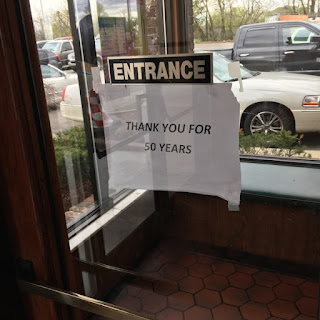 ENTRANCE
THANK YOU FOR
50 YEARS